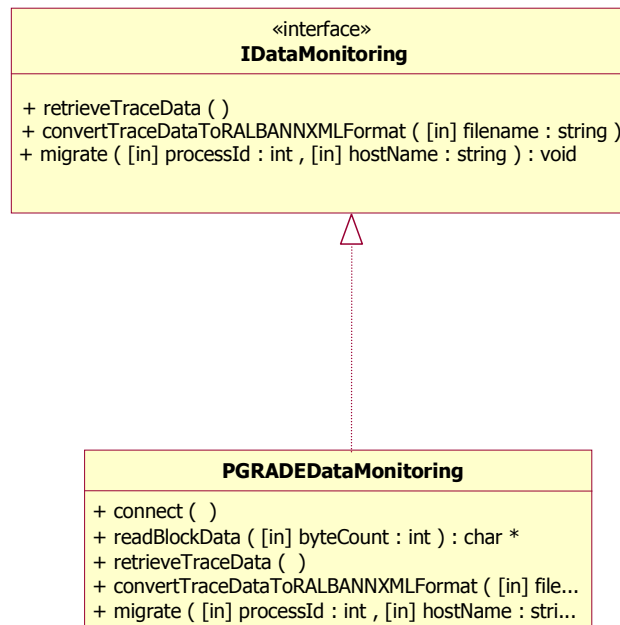 «interface»
IDataMonitoring
+ retrieveTraceData ( )
+ convertTraceDataToRALBANNXMLFormat ( [in] filename : string )
+ migrate ( [in] processId : int , [in] hostName : string ) : void
PGRADEDataMonitoring
+ connect ( )
+ readBlockData ( [in] byteCount : int ) : char *
+ retrieveTraceData ( )
+ convertTraceDataToRALBANNXMLFormat ( [in] file...
+ migrate ( [in] processId : int , [in] hostName : stri...